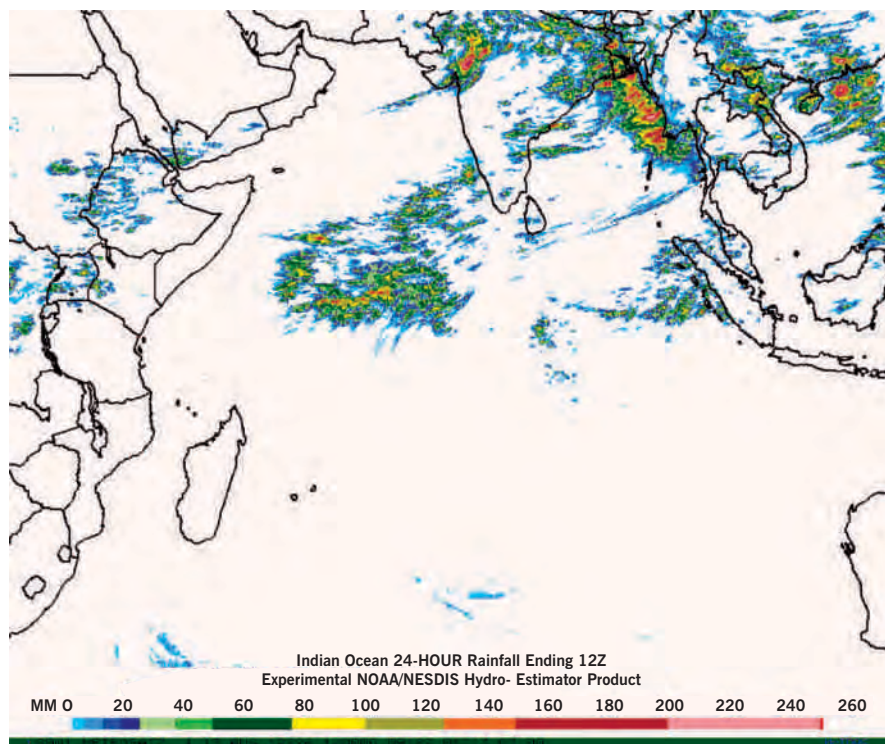 Indian Ocean 24-HOUR Rainfall Ending 12Z
Experimental NOAA/NESDIS Hydro- Estimator Product
MM 0 20 40 60 80 100 120 140 160 180 200 220 240 260